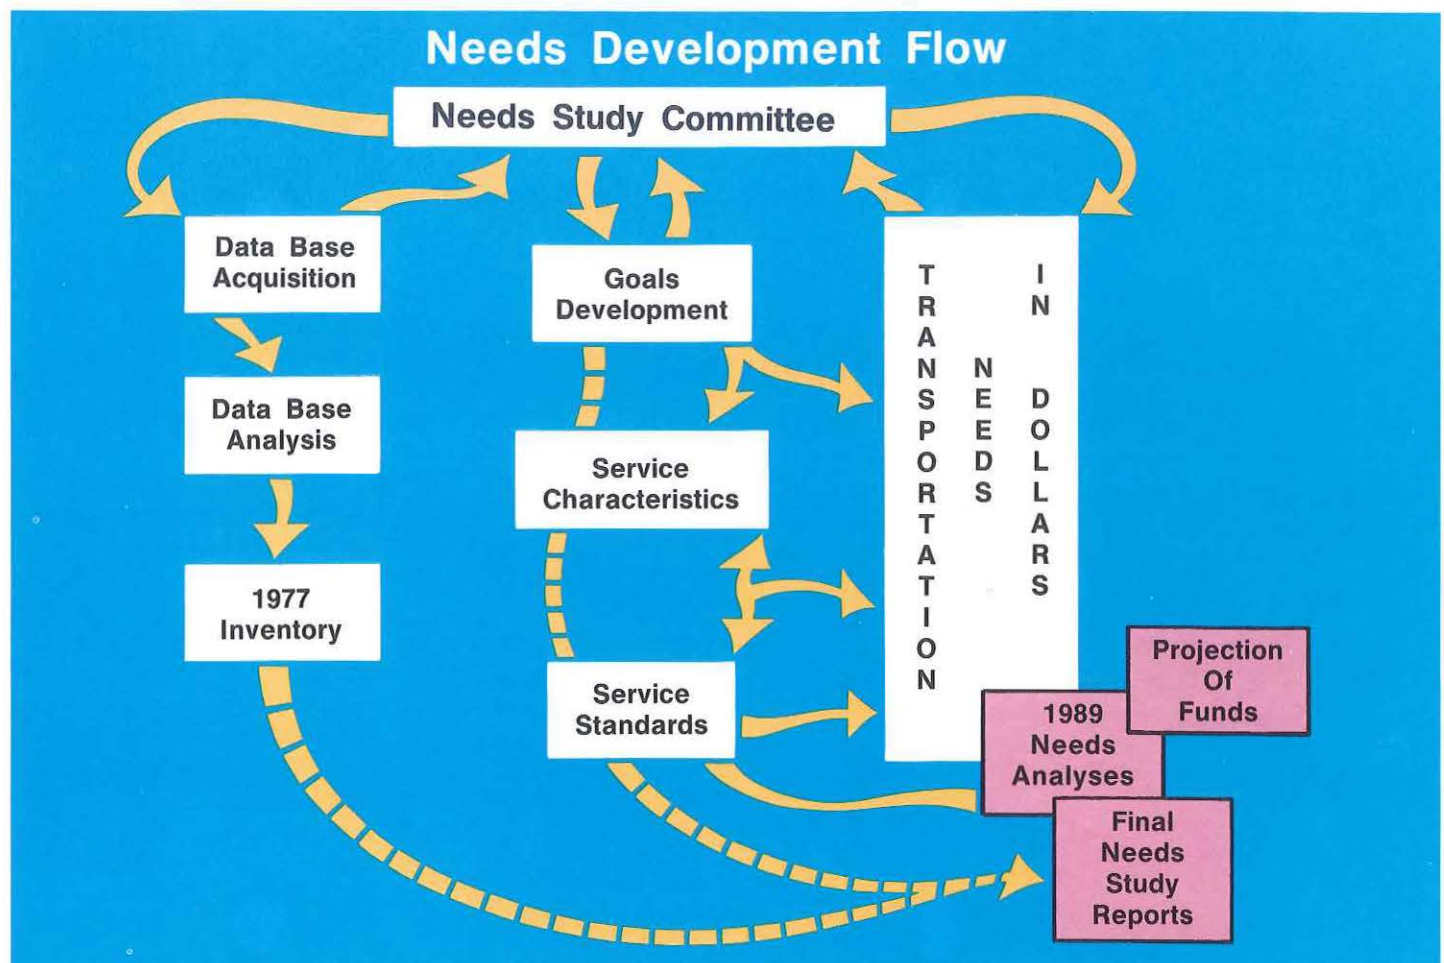 Needs Development Flow
Needs Study Committee
Data Base
Acquisition
Data Base
Analysis
1977
Inventory
Goals
Development
Service
Characteristics
Service
Standards
TRANSPORTATION
NEEDS
IN DOLLARS
Projection
Of
Funds
1989
Needs
Analyses
Final
Needs
Study
Reports